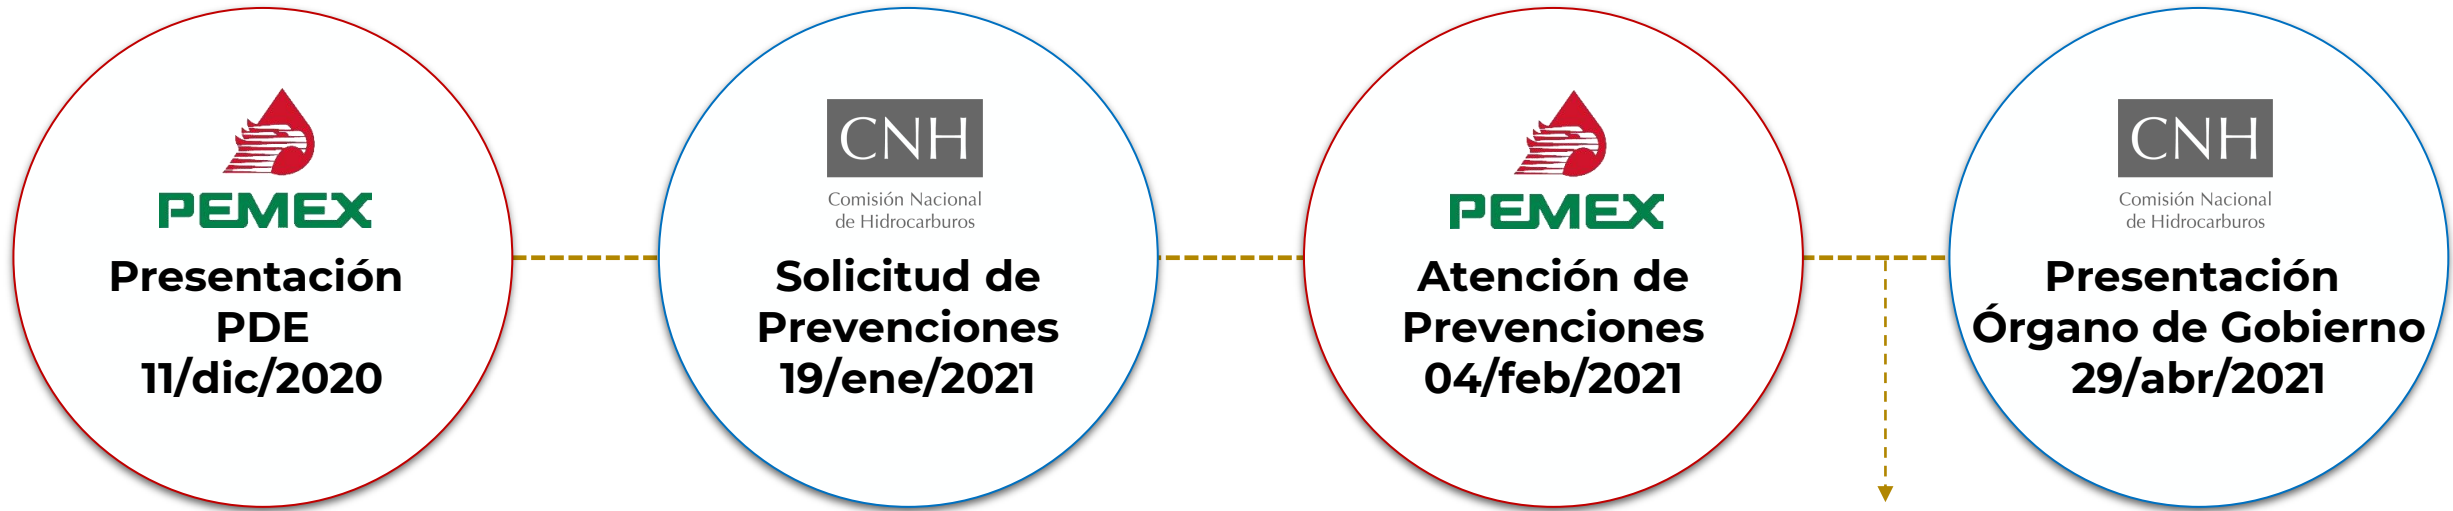 PEMEX
Presentación
PDE
11/dic/2020
CNH
Comisión Nacional
de Hidrocarburos
Solicitud de
Prevenciones
19/ene/2021
PEMEX
Atención de
Prevenciones
04/feb/2021
CNH
Comisión Nacional
de Hidrocarburos
Presentación
Órgano de Gobierno
29/abr/2021